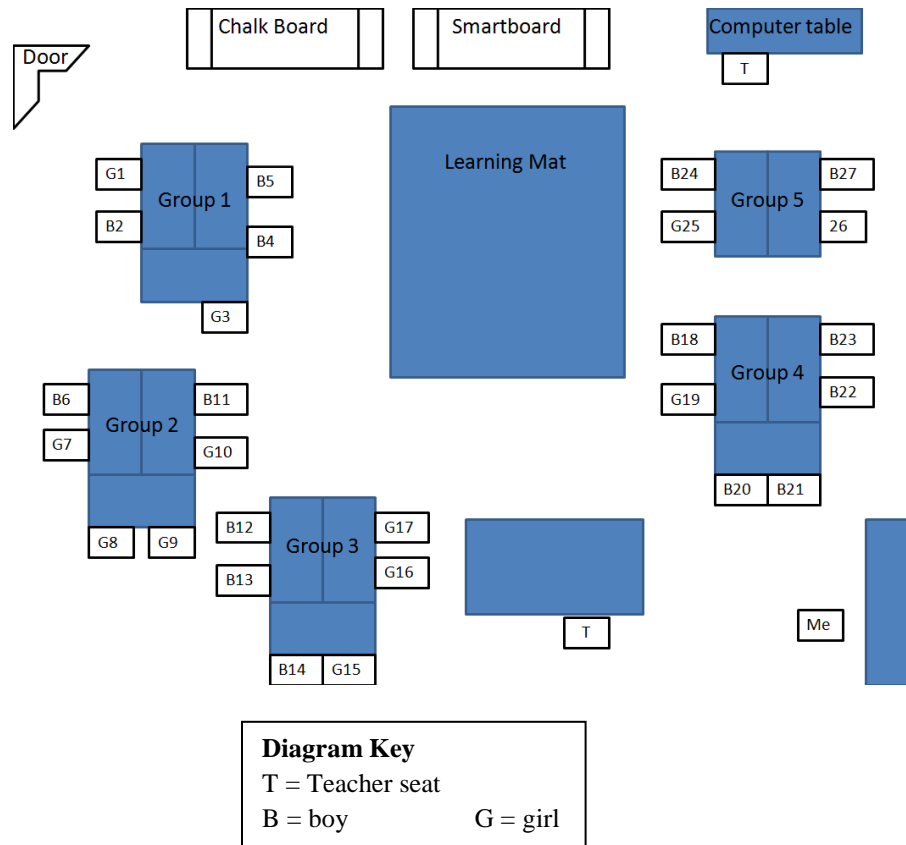 Chalk Board
Smartboard
Computer table
Door
T
Learning Mat
G1
B5
Group 1
B2
B4
G3
B24
B27
Group 5
G25
26
B18
B23
Group 4
G19
B22
B20
B21
B6
B11
Group 2
G7
G10
G8
G9
B12
G17
Group 3
B13
G16
B14
G15
T
Me
Diagram Key
T = Teacher seat
B = boy G = girl